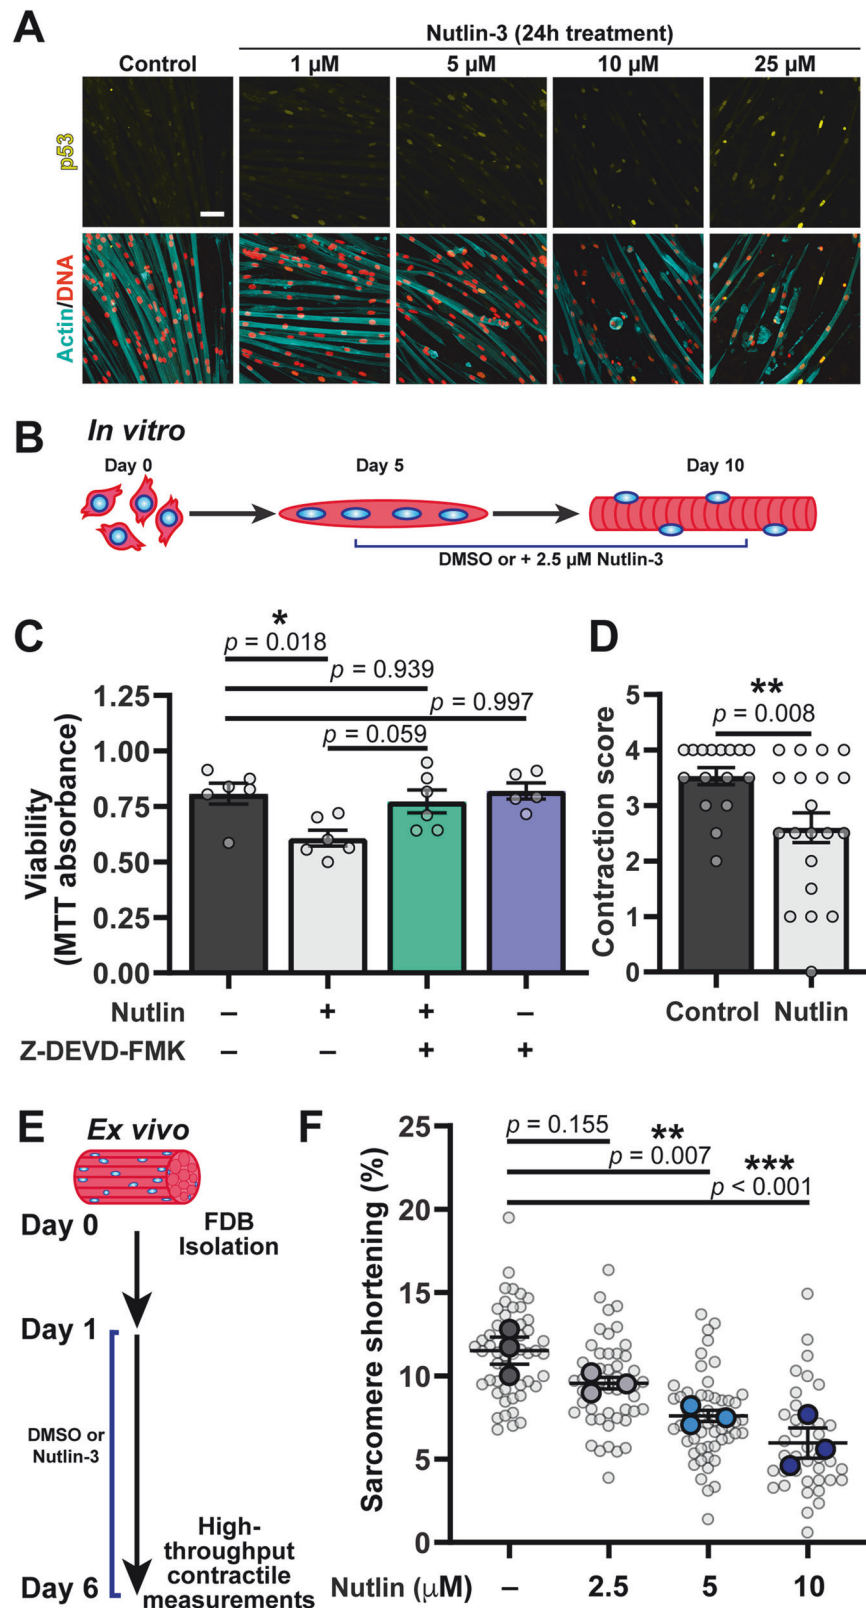 A
Nutlin-3 (24h treatment)
Control 1 µM 5 µM 10 µM 25 µM
p53
Actin/DNA
B In vitro
Day 0 Day 5 Day 10
DMSO or + 2.5 µM Nutlin-3
C
*
p = 0.018
p = 0.939
p = 0.997
p = 0.059
Viability
(MTT absorbance)
1.25
1.00
0.75
0.50
0.25
0.00
Nutlin – + + –
Z-DEVD-FMK – – + +
D
**
p = 0.008
Contraction score
5
4
3
2
1
0
Control Nutlin
E Ex vivo
Day 0 FDB
Isolation
Day 1
DMSO or
Nutlin-3
High-
throughput
contractile
measurements
Day 6
F
p = 0.155
**
p = 0.007
***
p < 0.001
Sarcomere shortening (%)
25
20
15
10
5
0
Nutlin (µM) – 2.5 5 10